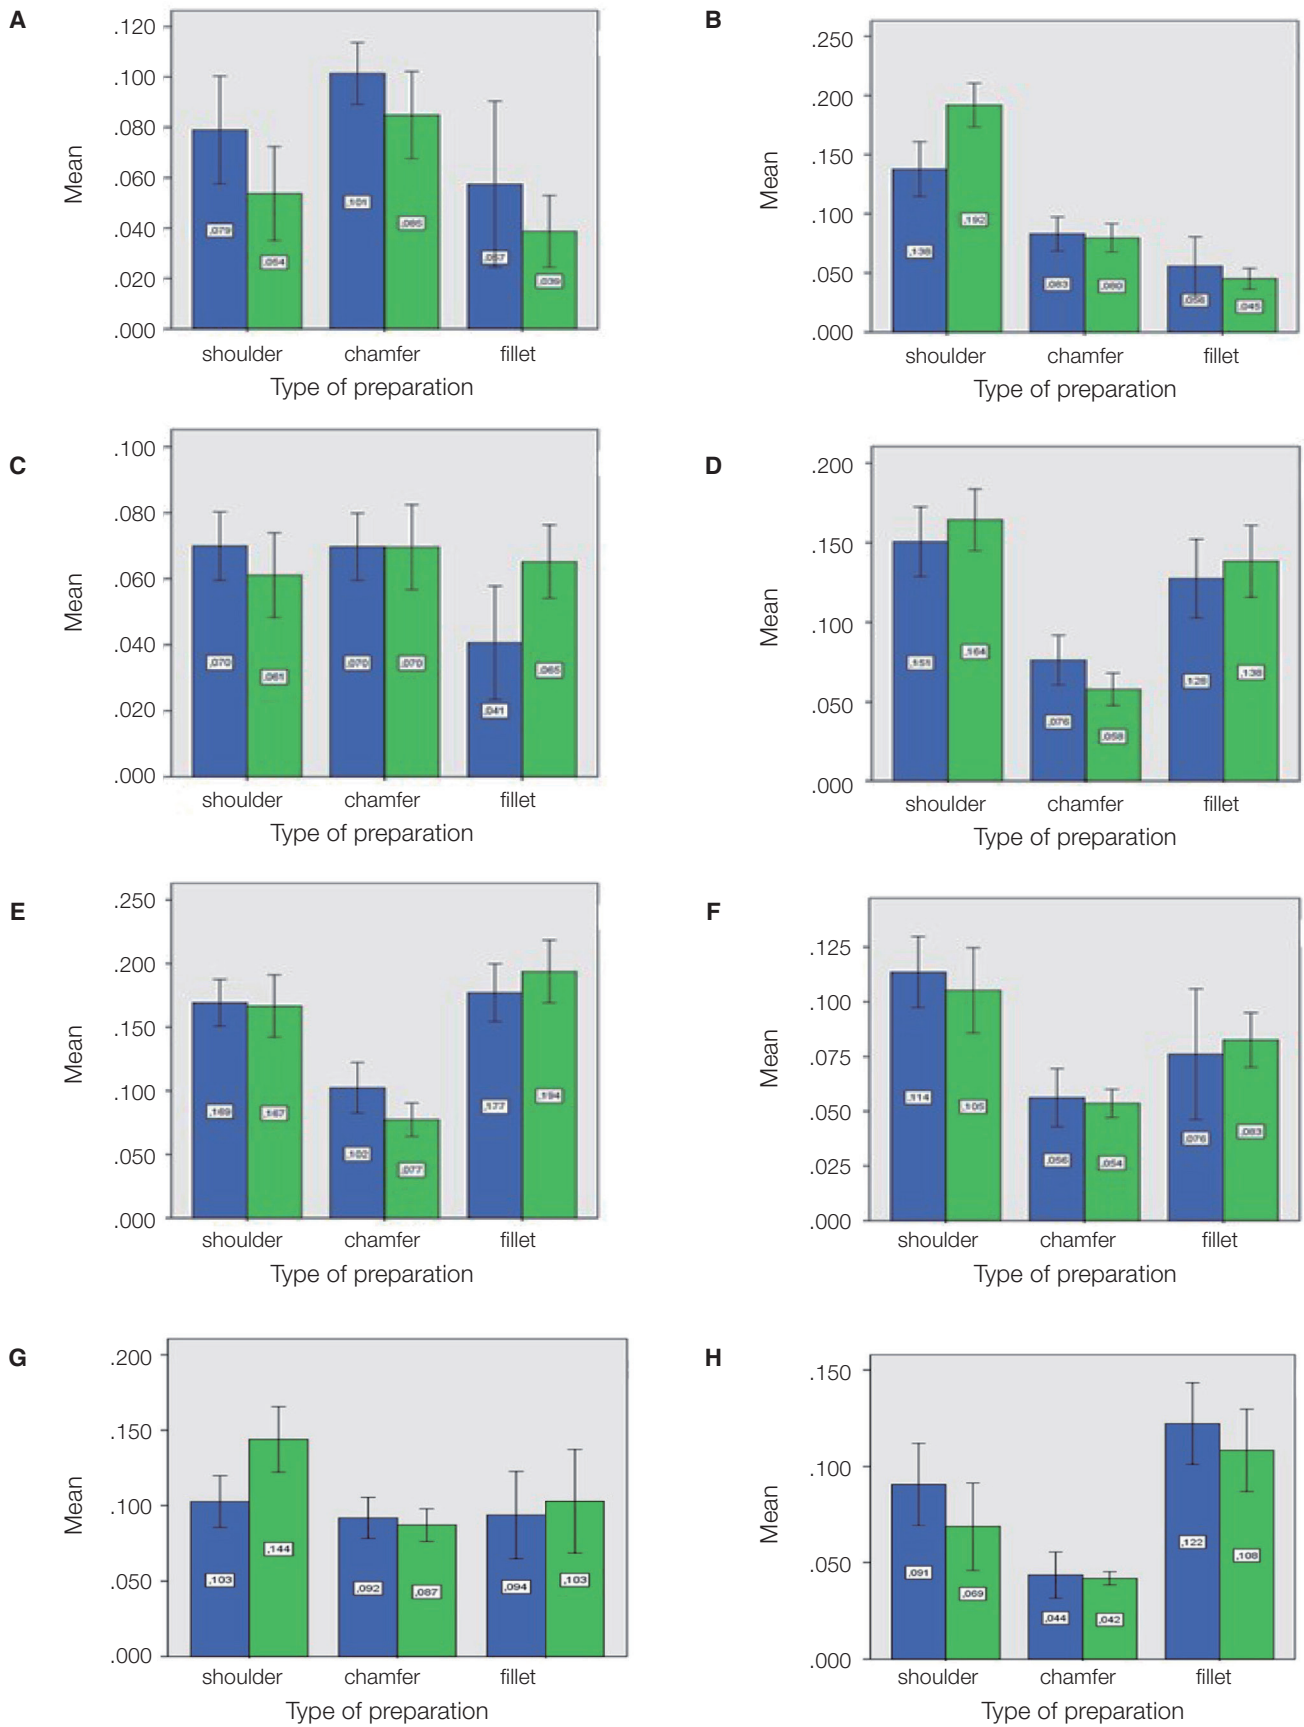 A
.120
.100
.080
.060
.040
.020
.000
Mean
,079
,054
,101
,085
,057
,039
shoulder chamfer fillet
Type of preparation
B
.250
.200
.150
.100
.050
.000
Mean
,138
,192
,083
,080
,056
,045
shoulder chamfer fillet
Type of preparation
C
.100
.080
.060
.040
.020
.000
Mean
,070
,061
,070
,070
,041
,065
shoulder chamfer fillet
Type of preparation
D
.200
.150
.100
.050
.000
Mean
,151
,164
,076
,058
,128
,138
shoulder chamfer fillet
Type of preparation
E
.250
.200
.150
.100
.050
.000
Mean
,169
,167
,102
,077
,177
,194
shoulder chamfer fillet
Type of preparation
F
.125
.100
.075
.050
.025
.000
Mean
,114
,105
,056
,054
,076
,083
shoulder chamfer fillet
Type of preparation
G
.200
.150
.100
.050
.000
Mean
,103
,144
,092
,087
,094
,103
shoulder chamfer fillet
Type of preparation
H
.150
.100
.050
.000
Mean
,091
,069
,044
,042
,122
,108
shoulder chamfer fillet
Type of preparation